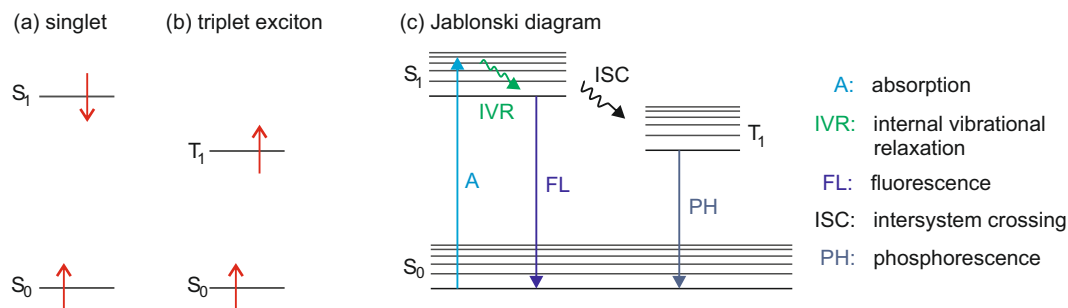 (a) singlet
(b) triplet exciton
(c) Jablonski diagram
S1
S0
T1
S0
S1
IVR
ISC
T1
A
FL
PH
S0
A: absorption
IVR: internal vibrational
relaxation
FL: fluorescence
ISC: intersystem crossing
PH: phosphorescence